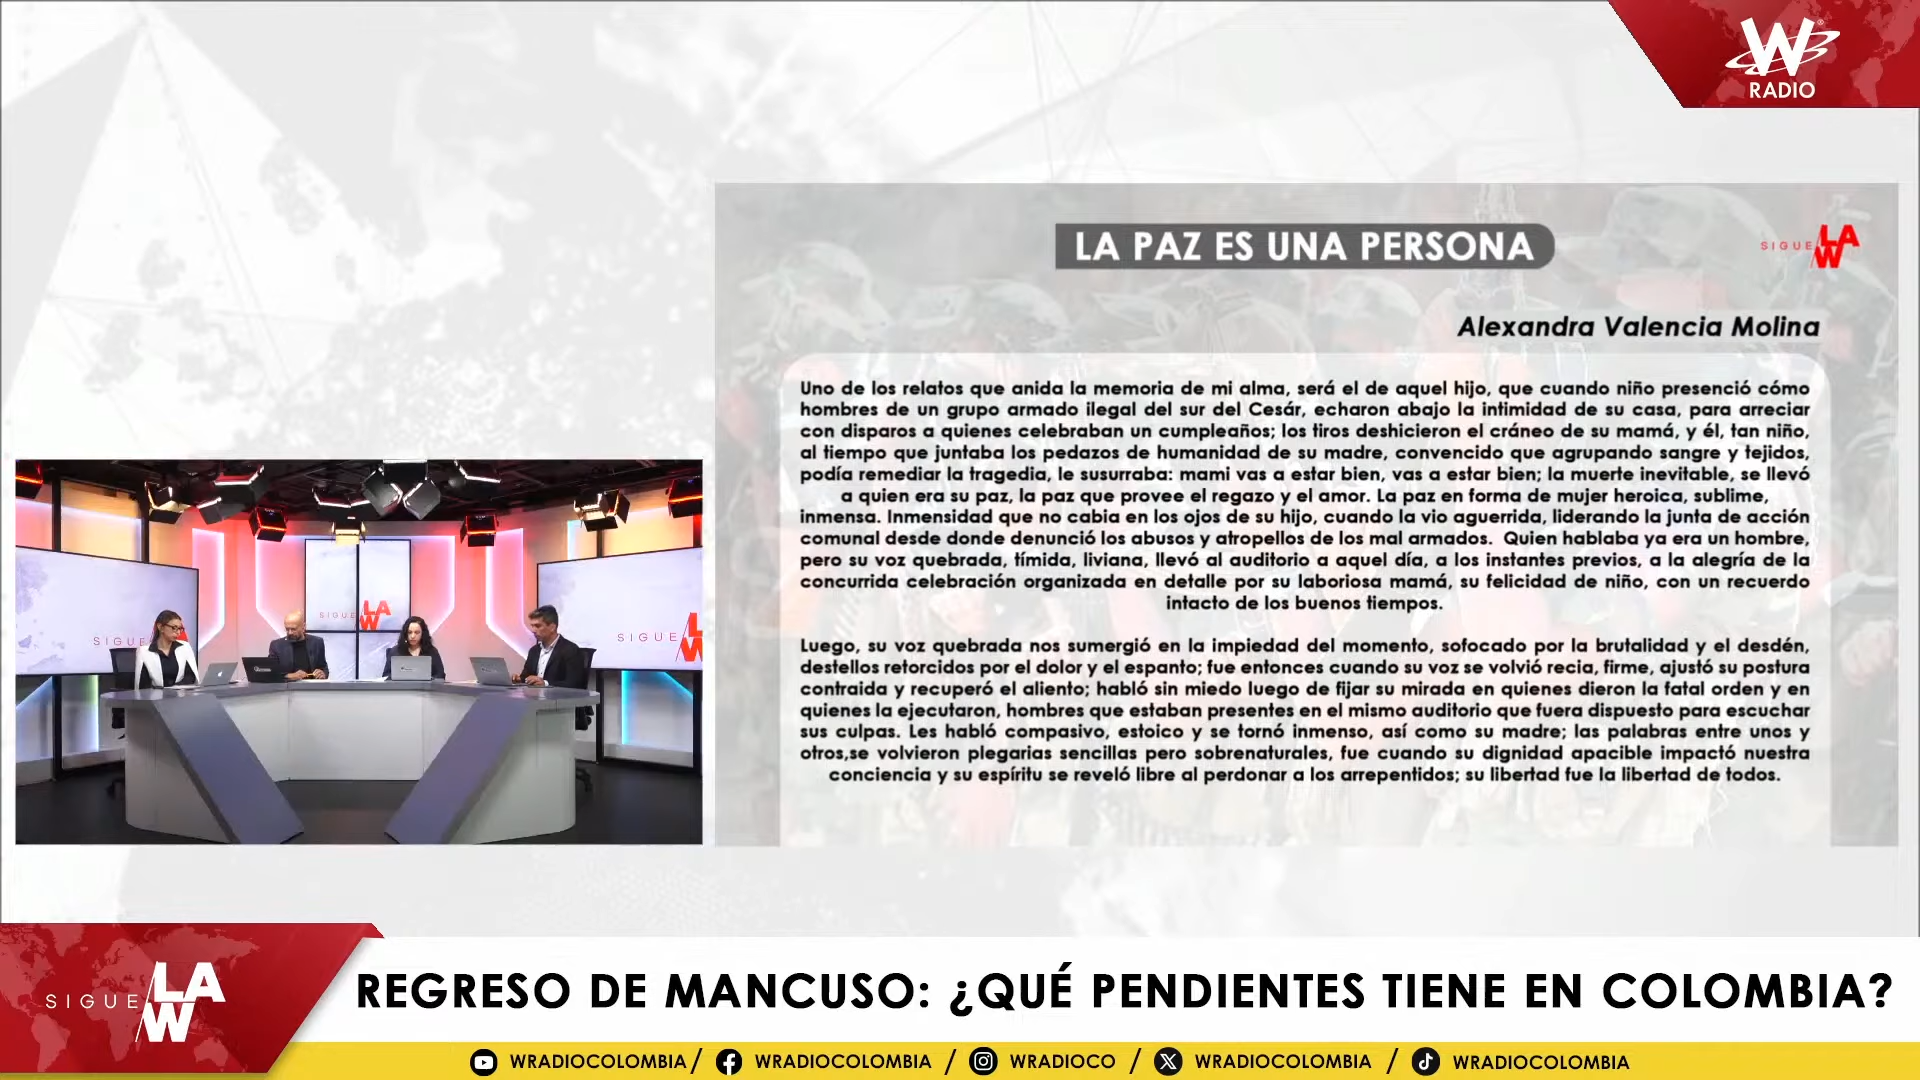 W
RADIO
LA PAZ ES UNA PERSONA
SIGUE LA W
Alexandra Valencia Molina
Uno de los relatos que anida la memoria de mi alma, será el de aquel hijo, que cuando niño presenció cómo
hombres de un grupo armado ilegal del sur del Cesár, echaron abajo la intimidad de su casa, para arreciar
con disparos a quienes celebraban un cumpleaños; los tiros deshicieron el cráneo de su mamá, y él, tan niño,
al tiempo que juntaba los pedazos de humanidad de su madre, convencido que agrupando sangre y tejidos,
podía remediar la tragedia, le susurraba: mami vas a estar bien, vas a estar bien; la muerte inevitable, se llevó
a quien era su paz, la paz que provee el regazo y el amor. La paz en forma de mujer heroica, sublime,
inmensa. Inmensidad que no cabia en los ojos de su hijo, cuando la vio aguerrida, liderando la junta de acción
comunal desde donde denunció los abusos y atropellos de los mal armados. Quien hablaba ya era un hombre,
pero su voz quebrada, tímida, liviana, llevó al auditorio a aquel día, a los instantes previos, a la alegría de la
concurrida celebración organizada en detalle por su laboriosa mamá, su felicidad de niño, con un recuerdo
intacto de los buenos tiempos.
Luego, su voz quebrada nos sumergió en la impiedad del momento, sofocado por la brutalidad y el desdén,
destellos retorcidos por el dolor y el espanto; fue entonces cuando su voz se volvió recia, firme, ajustó su postura
contraida y recuperó el aliento; habló sin miedo luego de fijar su mirada en quienes dieron la fatal orden y en
quienes la ejecutaron, hombres que estaban presentes en el mismo auditorio que fuera dispuesto para escuchar
sus culpas. Les habló compasivo, estoico y se tornó inmenso, así como su madre; las palabras entre unos y
otros,se volvieron plegarias sencillas pero sobrenaturales, fue cuando su dignidad apacible impactó nuestra
conciencia y su espíritu se reveló libre al perdonar a los arrepentidos; su libertad fue la libertad de todos.
SIGUE
SIGUE LA W
SIGUE
SIGUE LA W
REGRESO DE MANCUSO: ¿QUÉ PENDIENTES TIENE EN COLOMBIA?
WRADIOCOLOMBIA / WRADIOCOLOMBIA / WRADIOCO / WRADIOCOLOMBIA / WRADIOCOLOMBIA